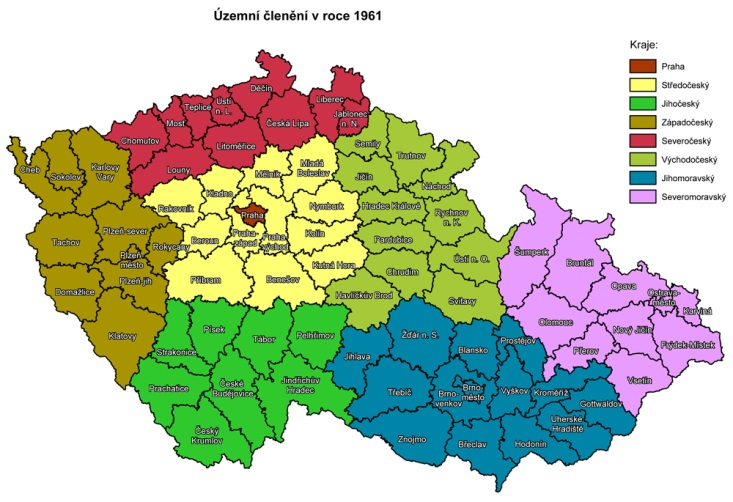 Územní členění v roce 1961
Kraje:
Praha
Středočeský
Jihočeský
Západočeský
Severočeský
Východočeský
Jihomoravský
Severomoravský
Děčín
Liberec
Ústí
n. L.
Teplice
Most
Jablonec
n. N.
Česká Lípa
Chomutov
Litoměřice
Louny
Semily
Trutnov
Jičín
Náchod
Hradec Králové
Rychnov
n. K.
Pardubice
Ústí n. O.
Chrudim
Havlíčkův Brod
Svitavy
Cheb
Sokolov
Karlovy
Vary
Tachov
Plzeň sever
Rokycany
Plzeň
město
Plzeň jih
Domažlice
Klatovy
Mladá
Boleslav
Mělník
Kladno
Rakovník
Nymburk
Praha
Beroun
Praha-
západ
Praha-
východ
Kolín
Kutná Hora
Příbram
Benešov
Písek
Tábor
Pelhřimov
Strakonice
Prachatice
České
Budějovice
Jindřichův
Hradec
Český
Krumlov
Žďár n. S.
Jihlava
Blansko
Prostějov
Třebíč
Brno-
venkov
Brno-
město
Vyškov
Kroměříž
Gottwaldov
Uherské
Hradiště
Znojmo
Břeclav
Hodonín
Šumperk
Bruntál
Opava
Ostrava-
město
Karviná
Olomouc
Nový Jičín
Frýdek-Místek
Přerov
Vsetín